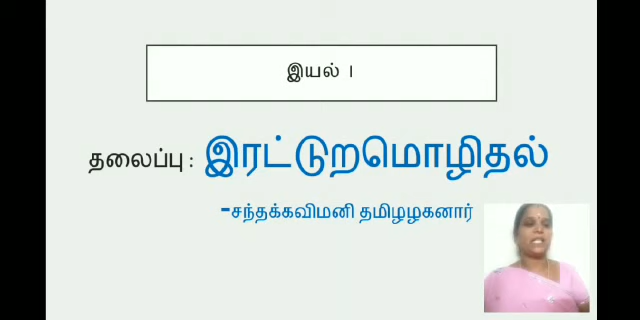 இயல் 1
தலைப்பு : இரட்டுறமொழிதல்
-சந்தக்கவிமணி தமிழழகனார்